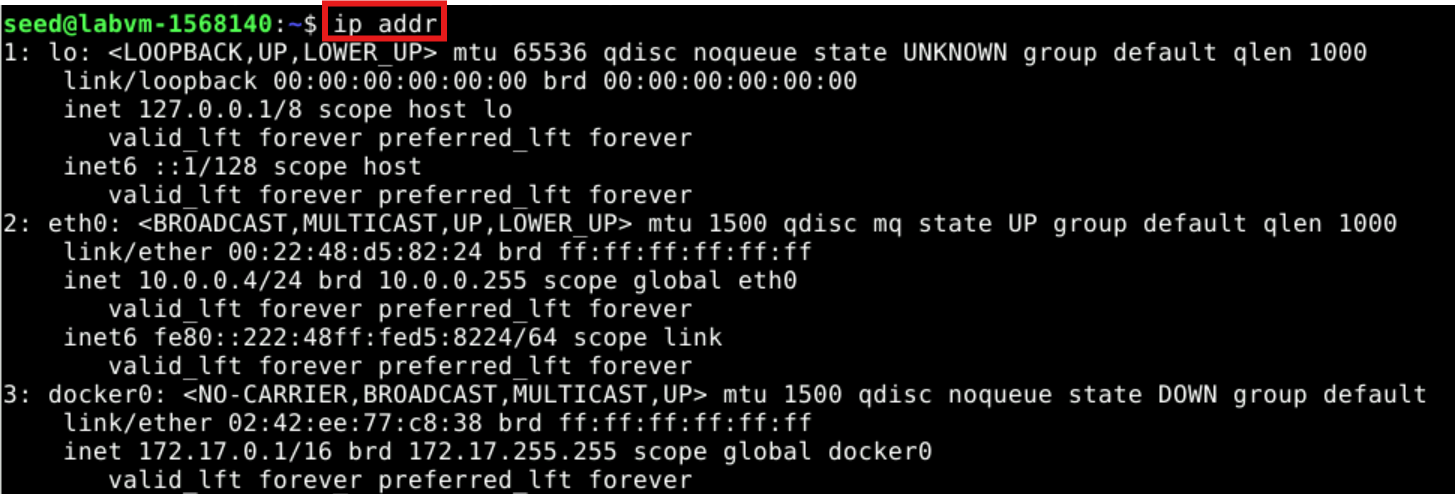 seed@labvm-1568140:~$ ip addr
1: lo: <LOOPBACK,UP,LOWER_UP> mtu 65536 qdisc noqueue state UNKNOWN group default qlen 1000
    link/loopback 00:00:00:00:00:00 brd 00:00:00:00:00:00
    inet 127.0.0.1/8 scope host lo
       valid_lft forever preferred_lft forever
    inet6 ::1/128 scope host
       valid_lft forever preferred_lft forever
2: eth0: <BROADCAST,MULTICAST,UP,LOWER_UP> mtu 1500 qdisc mq state UP group default qlen 1000
    link/ether 00:22:48:d5:82:24 brd ff:ff:ff:ff:ff:ff
    inet 10.0.0.4/24 brd 10.0.0.255 scope global eth0
       valid_lft forever preferred_lft forever
    inet6 fe80::222:48ff:fed5:8224/64 scope link
       valid_lft forever preferred_lft forever
3: docker0: <NO-CARRIER,BROADCAST,MULTICAST,UP> mtu 1500 qdisc noqueue state DOWN group default
    link/ether 02:42:ee:77:c8:38 brd ff:ff:ff:ff:ff:ff
    inet 172.17.0.1/16 brd 172.17.255.255 scope global docker0
       valid_lft forever preferred_lft forever